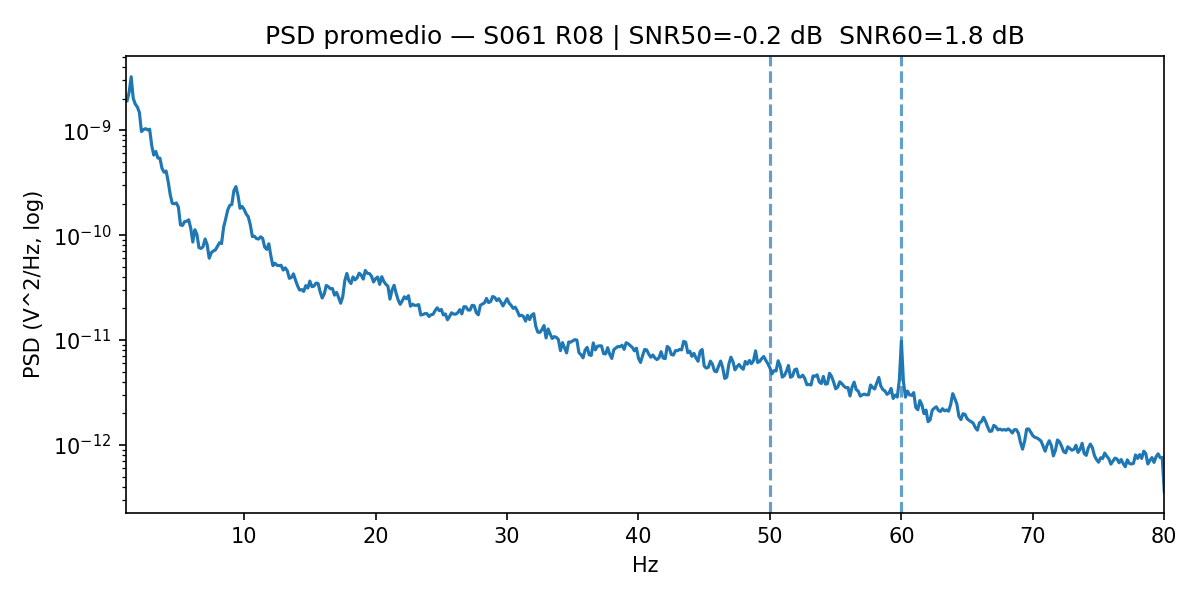 PSD promedio — S061 R08 | SNR50=-0.2 dB  SNR60=1.8 dB
PSD (V^2/Hz, log)
10⁻⁹
10⁻¹⁰
10⁻¹¹
10⁻¹²
10 20 30 40 50 60 70 80
Hz